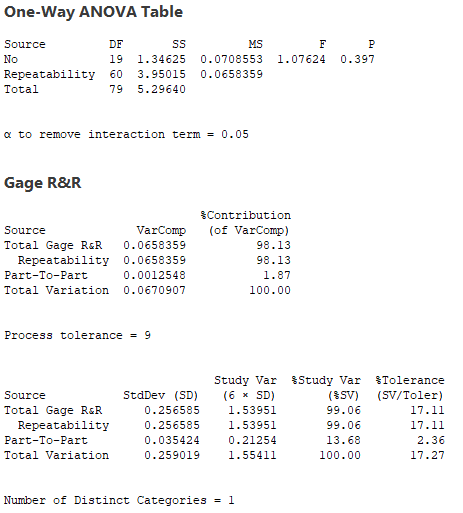 One-Way ANOVA Table
Source DF SS MS F P
No 19 1.34625 0.0708553 1.07624 0.397
Repeatability 60 3.95015 0.0658359
Total 79 5.29640
α to remove interaction term = 0.05
Gage R&R
%Contribution
Source VarComp (of VarComp)
Total Gage R&R 0.0658359 98.13
Repeatability 0.0658359 98.13
Part-To-Part 0.0012548 1.87
Total Variation 0.0670907 100.00
Process tolerance = 9
Study Var %Study Var %Tolerance
Source StdDev (SD) (6 × SD) (%SV) (SV/Toler)
Total Gage R&R 0.256585 1.53951 99.06 17.11
Repeatability 0.256585 1.53951 99.06 17.11
Part-To-Part 0.035424 0.21254 13.68 2.36
Total Variation 0.259019 1.55411 100.00 17.27
Number of Distinct Categories = 1